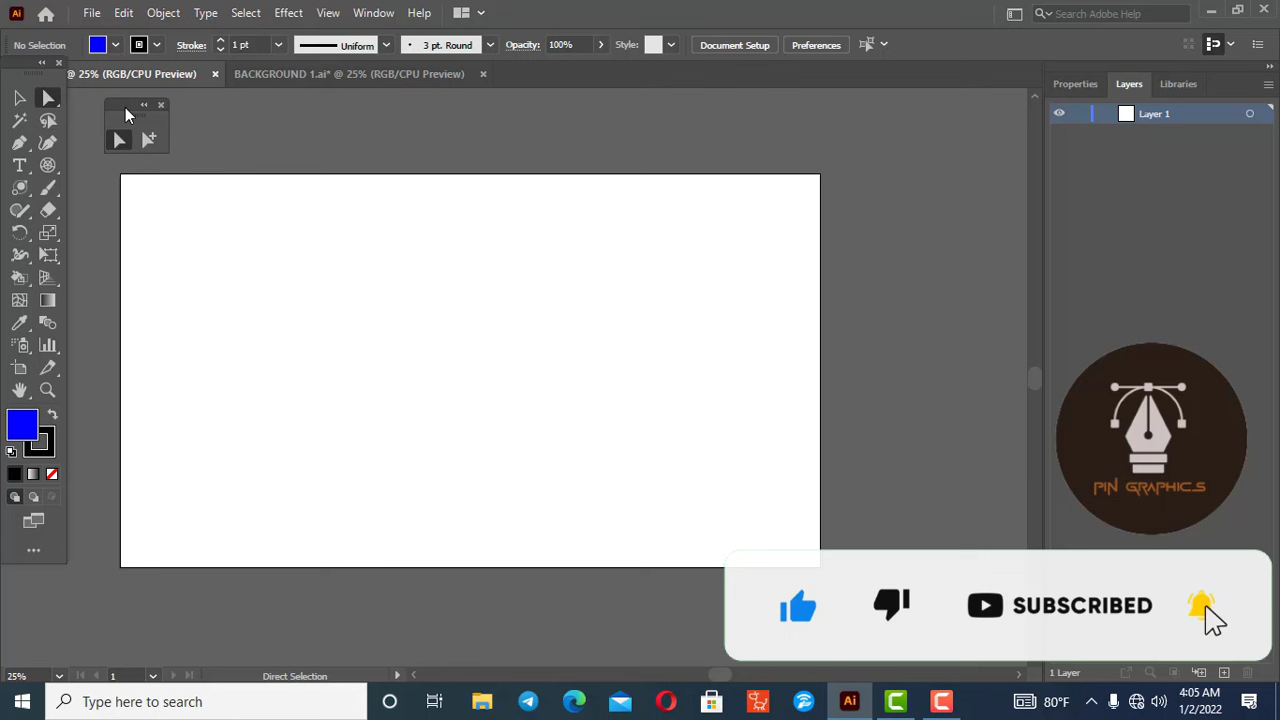 Ai File Edit Object Type Select Effect View Window Help Search Adobe Help
No Selection Stroke: 1 pt Uniform 3 pt. Round Opacity: 100% Style: Document Setup Preferences
@ 25% (RGB/CPU Preview) BACKGROUND 1.ai* @ 25% (RGB/CPU Preview)
Properties Layers Libraries
Layer 1
PIN GRAPHICS
SUBSCRIBED
25% 1 Direct Selection 1 Layer
Type here to search Ai 80°F 4:05 AM
1/2/2022